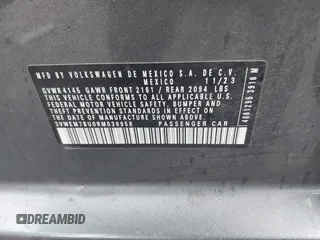 MFD BY VOLKSWAGEN DE MEXICO S.A. DE C.V.
MEXICO 11/23
GVWR 4145 GAWR FRONT 2161 / REAR 2094 LBS
THIS VEHICLE CONFORMS TO ALL APPLICABLE
FEDERAL MOTOR VEHICLE SAFETY, BUMPER AND THEFT
PREVENTION STANDARDS IN EFFECT ON THE DATE OF
MANUFACTURE SHOWN ABOVE.
PASSENGER CAR
DREAMBID